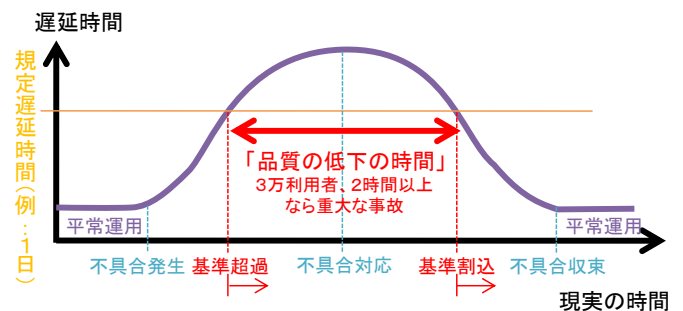 遅延時間
規定遅延時間(例：1日)
「品質の低下の時間」
3万利用者、2時間以上
なら重大な事故
平常運用
平常運用
不具合発生
基準超過
不具合対応
基準割込
不具合収束
現実の時間